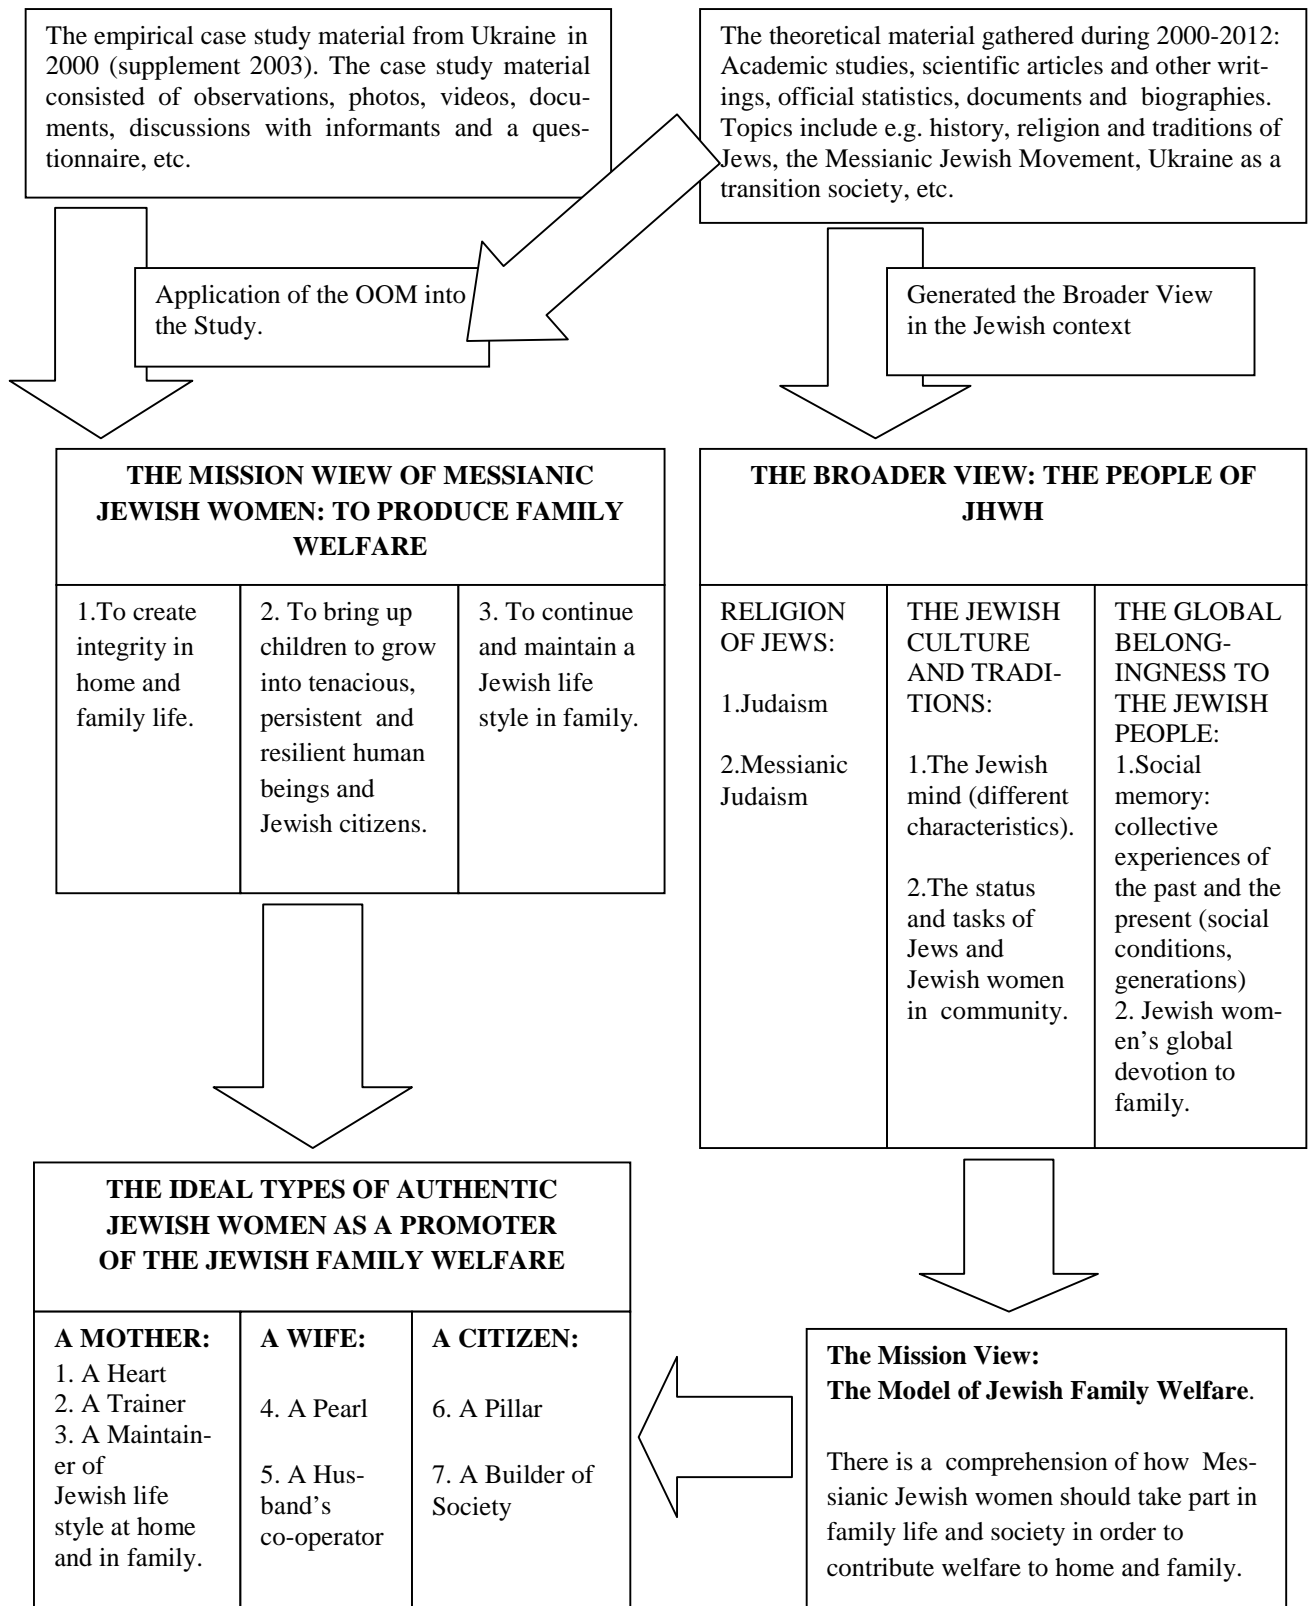 The empirical case study material from Ukraine in
2000 (supplement 2003). The case study material
consisted of observations, photos, videos, docu-
ments, discussions with informants and a ques-
tionnaire, etc.
The theoretical material gathered during 2000-2012:
Academic studies, scientific articles and other writ-
ings, official statistics, documents and biographies.
Topics include e.g. history, religion and traditions of
Jews, the Messianic Jewish Movement, Ukraine as a
transition society, etc.
Application of the OOM into
the Study.
Generated the Broader View
in the Jewish context
THE MISSION WIEW OF MESSIANIC
JEWISH WOMEN: TO PRODUCE FAMILY
WELFARE
1.To create
integrity in
home and
family life.
2. To bring up
children to grow
into tenacious,
persistent and
resilient human
beings and
Jewish citizens.
3. To continue
and maintain a
Jewish life
style in family.
THE BROADER VIEW: THE PEOPLE OF
JHWH
RELIGION
OF JEWS:
1.Judaism
2.Messianic
Judaism
THE JEWISH
CULTURE
AND TRADI-
TIONS:
1.The Jewish
mind (different
characteristics).
2.The status
and tasks of
Jews and
Jewish women
in community.
THE GLOBAL
BELONG-
INGNESS TO
THE JEWISH
PEOPLE:
1.Social
memory:
collective
experiences of
the past and the
present (social
conditions,
generations)
2. Jewish wom-
en’s global
devotion to
family.
THE IDEAL TYPES OF AUTHENTIC
JEWISH WOMEN AS A PROMOTER
OF THE JEWISH FAMILY WELFARE
A MOTHER:
1. A Heart
2. A Trainer
3. A Maintain-
er of
Jewish life
style at home
and in family.
A WIFE:
4. A Pearl
5. A Hus-
band’s
co-operator
A CITIZEN:
6. A Pillar
7. A Builder of
Society
The Mission View:
The Model of Jewish Family Welfare.
There is a comprehension of how Mes-
sianic Jewish women should take part in
family life and society in order to
contribute welfare to home and family.